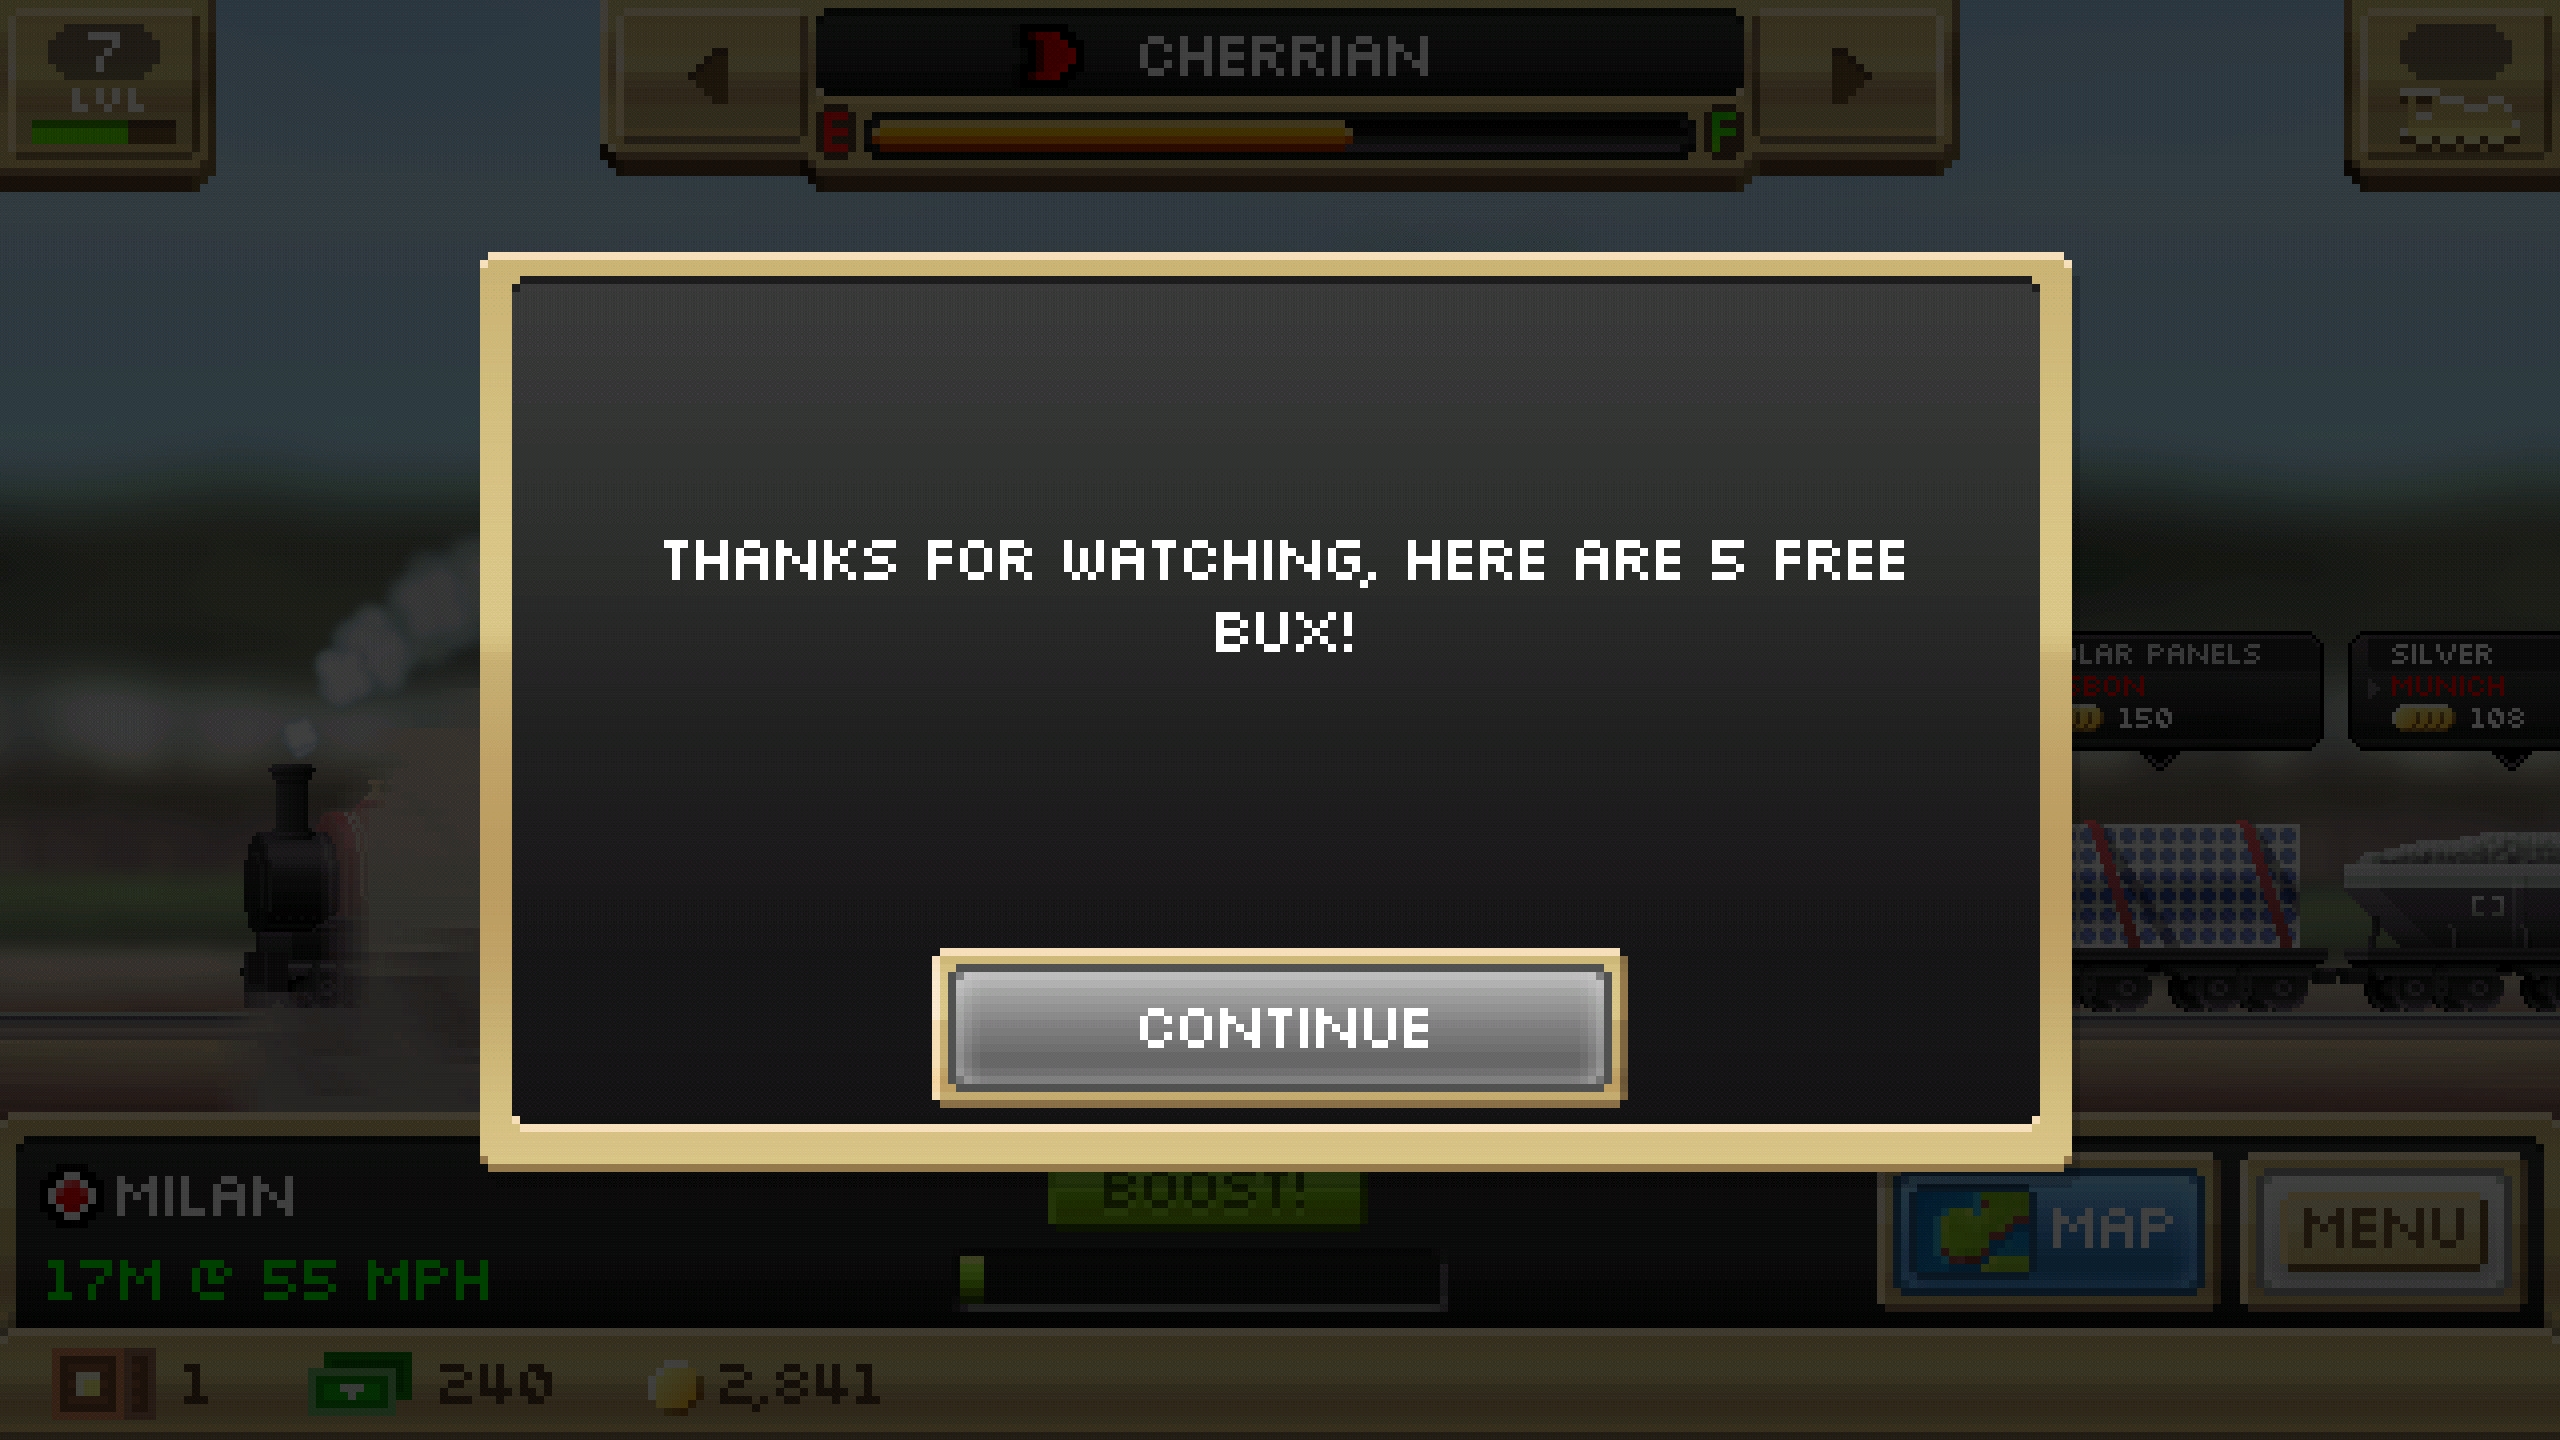 7
LVL
CHERRIAN
E F
THANKS FOR WATCHING, HERE ARE 5 FREE
BUX!
CONTINUE
LAR PANELS
SILVER
BON
MUNICH
150
108
MILAN
BOOST!
MAP
MENU
17M @ 55 MPH
1
240
2,841